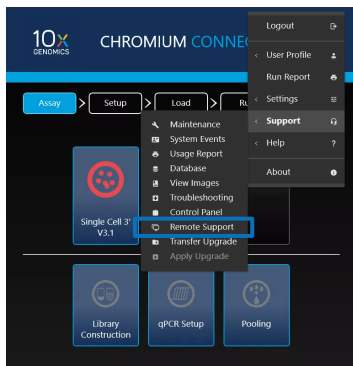 10x
GENOMICS
CHROMIUM CONNE
Logout
User Profile
Run Report
Settings
Support
Help
?
About
Assay
Setup
Load
Ru
Maintenance
System Events
Usage Report
Database
View Images
Troubleshooting
Control Panel
Remote Support
Transfer Upgrade
Apply Upgrade
Single Cell 3'
V3.1
Library
Construction
qPCR Setup
Pooling